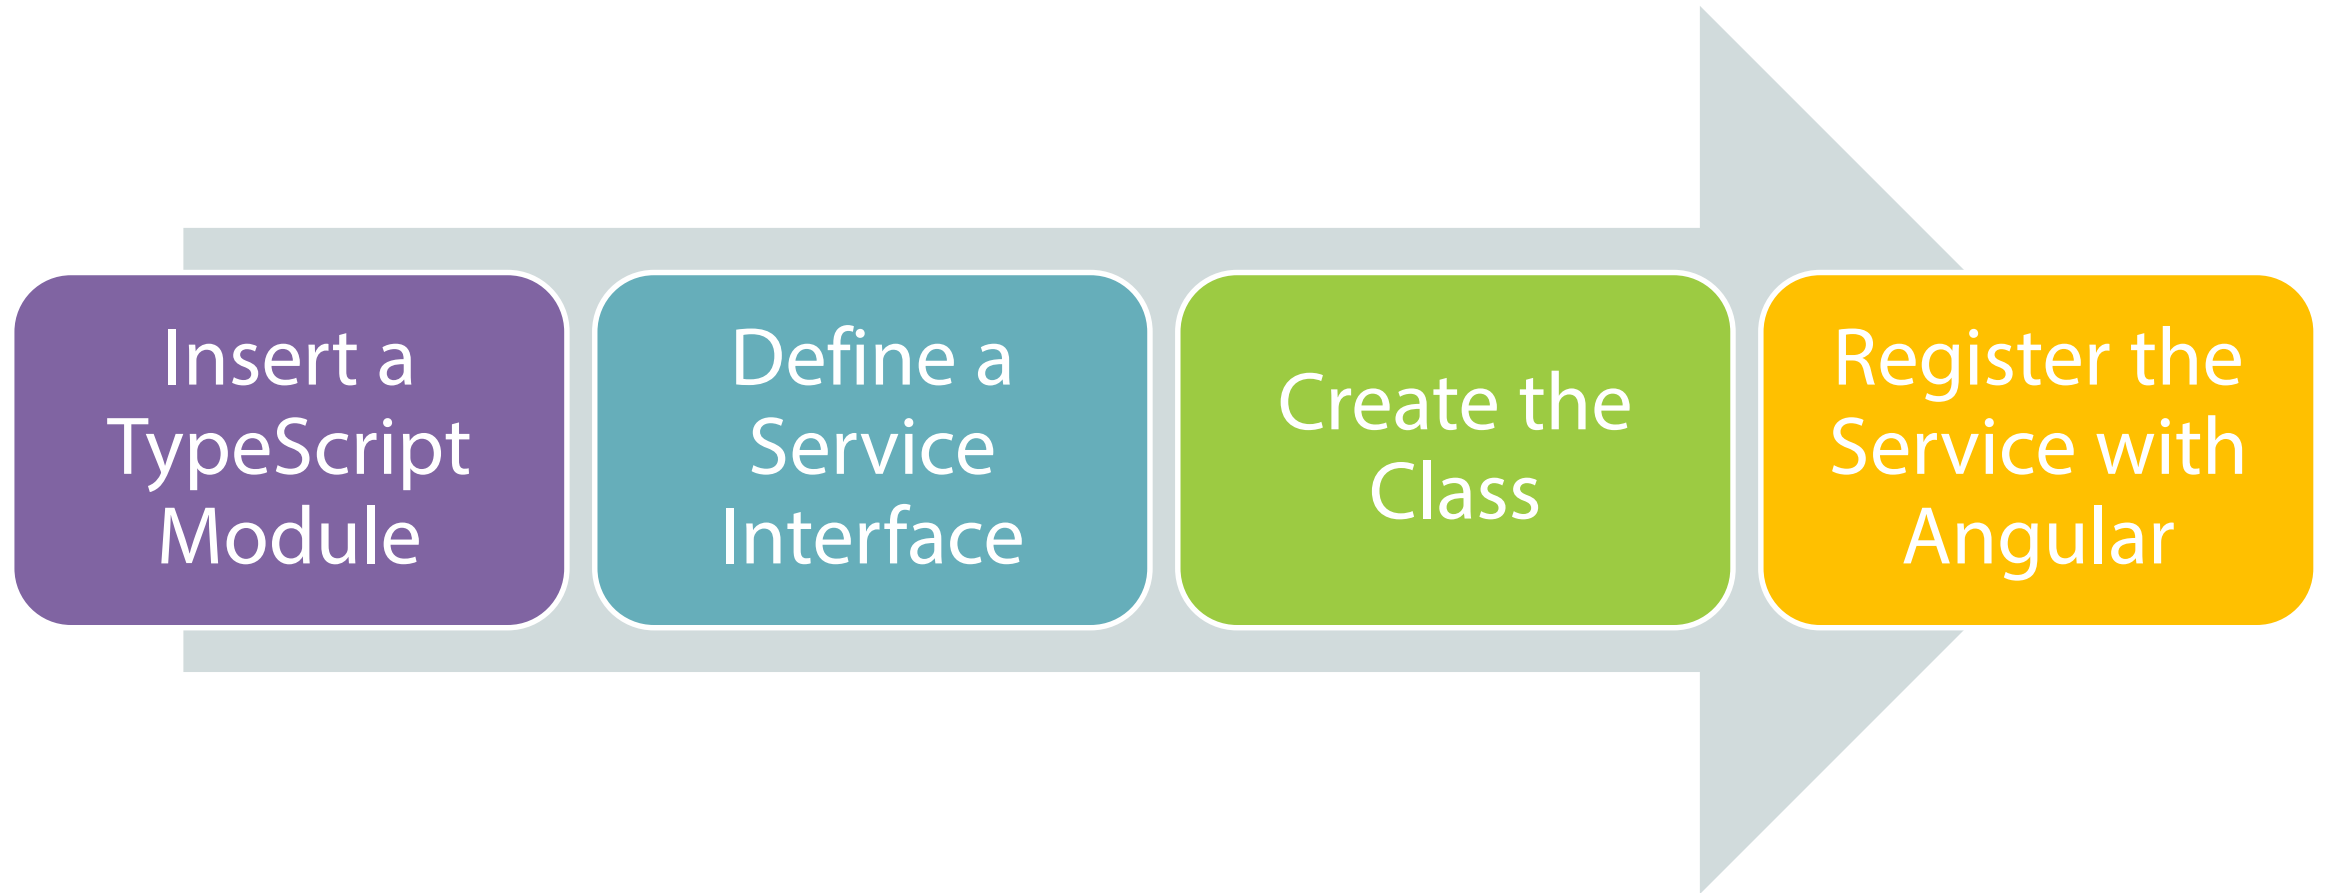 Insert a
TypeScript
Module
Define a
Service
Interface
Create the
Class
Register the
Service with
Angular